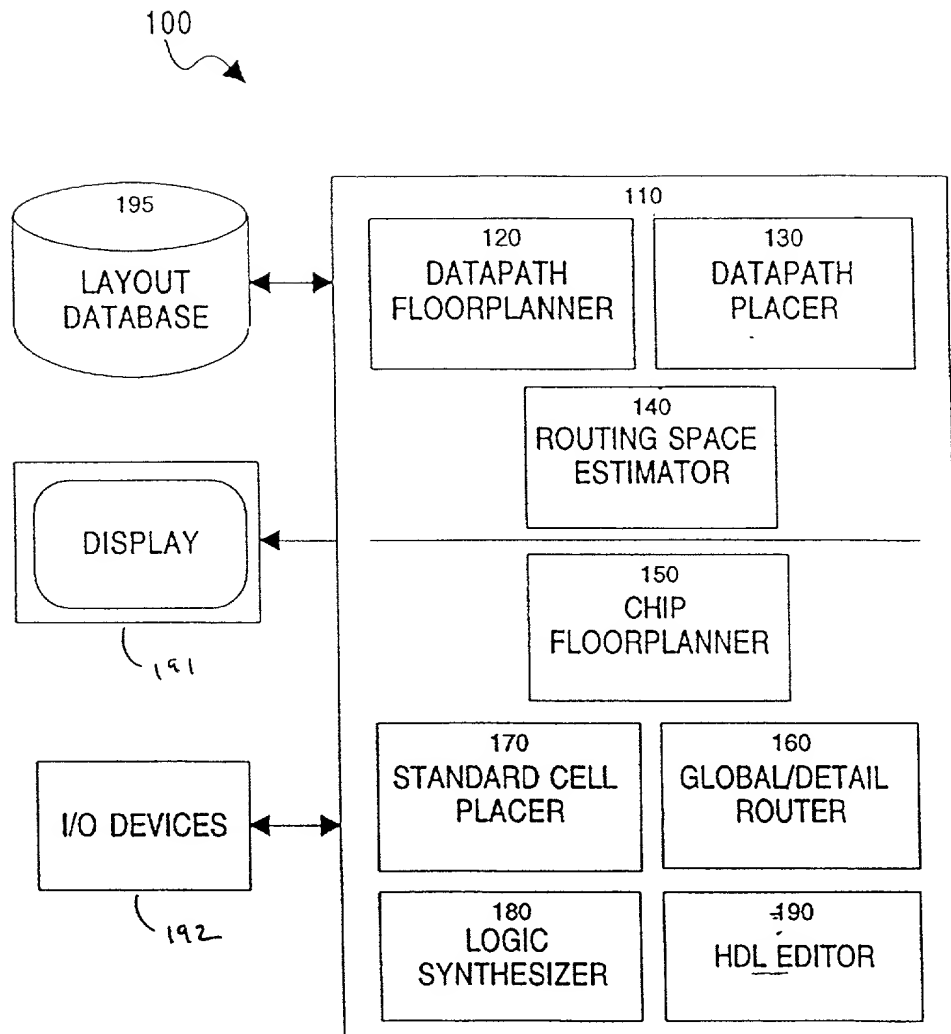 100
195
LAYOUT
DATABASE
DISPLAY
191
I/O DEVICES
192
110
120
DATAPATH
FLOORPLANNER
130
DATAPATH
PLACER
140
ROUTING SPACE
ESTIMATOR
150
CHIP
FLOORPLANNER
170
STANDARD CELL
PLACER
160
GLOBAL/DETAIL
ROUTER
180
LOGIC
SYNTHESIZER
190
HDL EDITOR